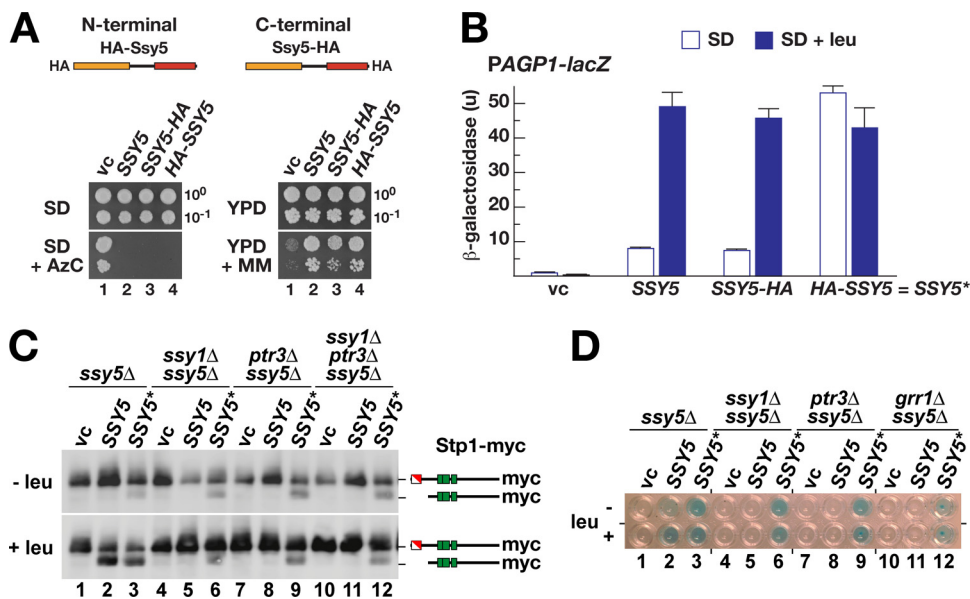 A
N-terminal
HA-Ssy5
HA
C-terminal
Ssy5-HA
HA
vc SSY5 SSY5-HA HA-SSY5
vc SSY5 SSY5-HA HA-SSY5
SD
10⁰
10⁻¹
YPD
10⁰
10⁻¹
SD
+ AzC
YPD
+ MM
1 2 3 4
1 2 3 4
B
SD
SD + leu
PAGP1-lacZ
β-galactosidase (u)
50
40
30
20
10
vc
SSY5
SSY5-HA
HA-SSY5 = SSY5*
C
ssy5Δ
ssy1Δ
ssy5Δ
ptr3Δ
ssy5Δ
ssy1Δ
ptr3Δ
ssy5Δ
vc SSY5 SSY5* vc SSY5 SSY5* vc SSY5 SSY5* vc SSY5 SSY5*
Stp1-myc
- leu
myc
myc
+ leu
myc
myc
1 2 3 4 5 6 7 8 9 10 11 12
D
ssy5Δ
ssy1Δ
ssy5Δ
ptr3Δ
ssy5Δ
grr1Δ
ssy5Δ
vc SSY5 SSY5* vc SSY5 SSY5* vc SSY5 SSY5* vc SSY5 SSY5*
leu
-
+
1 2 3 4 5 6 7 8 9 10 11 12